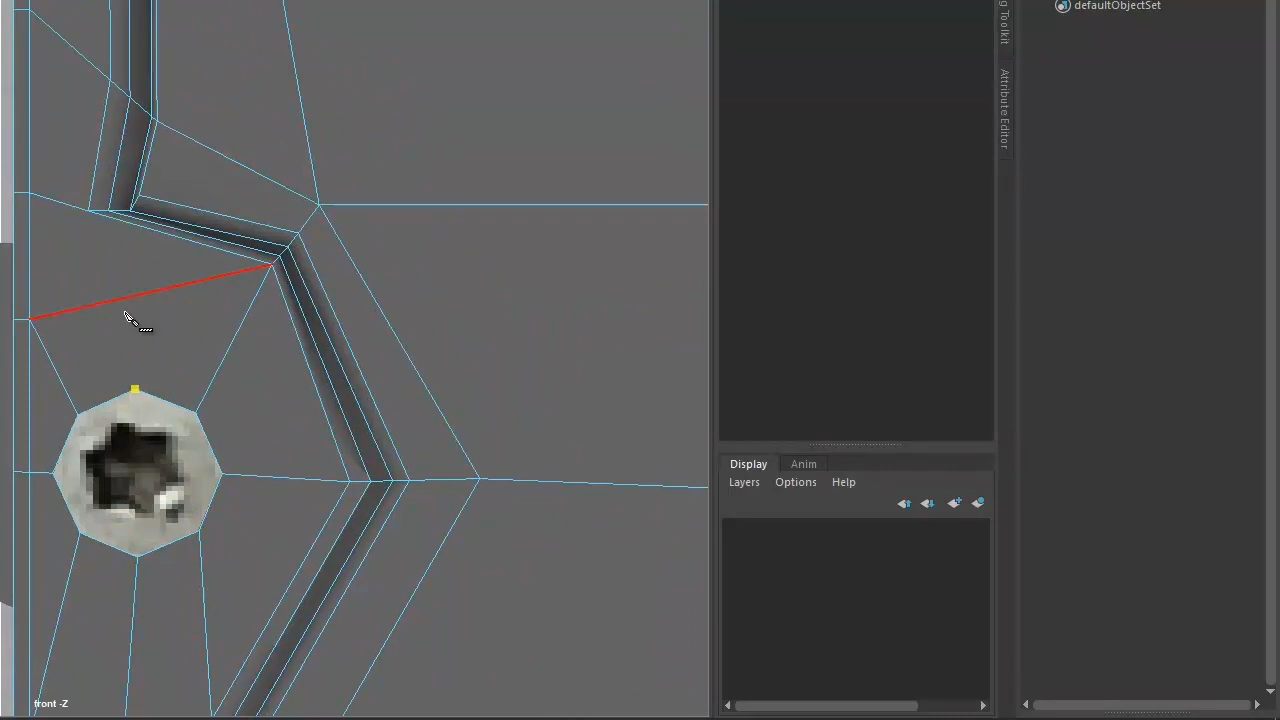 defaultObjectSet
g Toolkit
Attribute Editor
Display Anim
Layers Options Help
front -Z